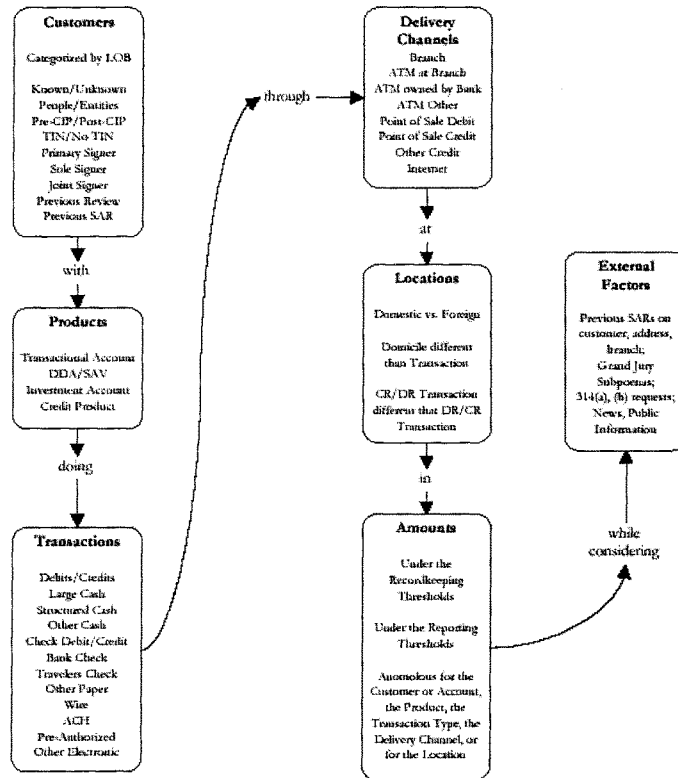 Customers
Categorized by LOB
Known/Unknown
People/Entities
Pre-CIP/Post-CIP
TIN/No TIN
Primary Signer
Sole Signer
Joint Signer
Previous Review
Previous SAR
with
Products
Transactional Account
DDA/SAV
Investment Account
Credit Product
doing
Transactions
Debits/Credits
Large Cash
Structured Cash
Other Cash
Check Debit/Credit
Bank Check
Travelers Check
Other Paper
Wire
ACH
Pre-Authorized
Other Electronic
through
Delivery
Channels
Branch
ATM at Branch
ATM owned by Bank
ATM Other
Point of Sale Debit
Point of Sale Credit
Other Credit
Internet
at
Locations
Domestic vs. Foreign
Domicile different
than Transaction
CR/DR Transaction
different that DR/CR
Transaction
in
Amounts
Under the
Recordkeeping
Thresholds
Under the Reporting
Thresholds
Anomolous for the
Customer or Account,
the Product, the
Transaction Type, the
Delivery Channel, or
for the Location
while
considering
External
Factors
Previous SARs on
customer, address,
branch;
Grand Jury
Subpoenas;
314(a), (b) requests;
News, Public
Information